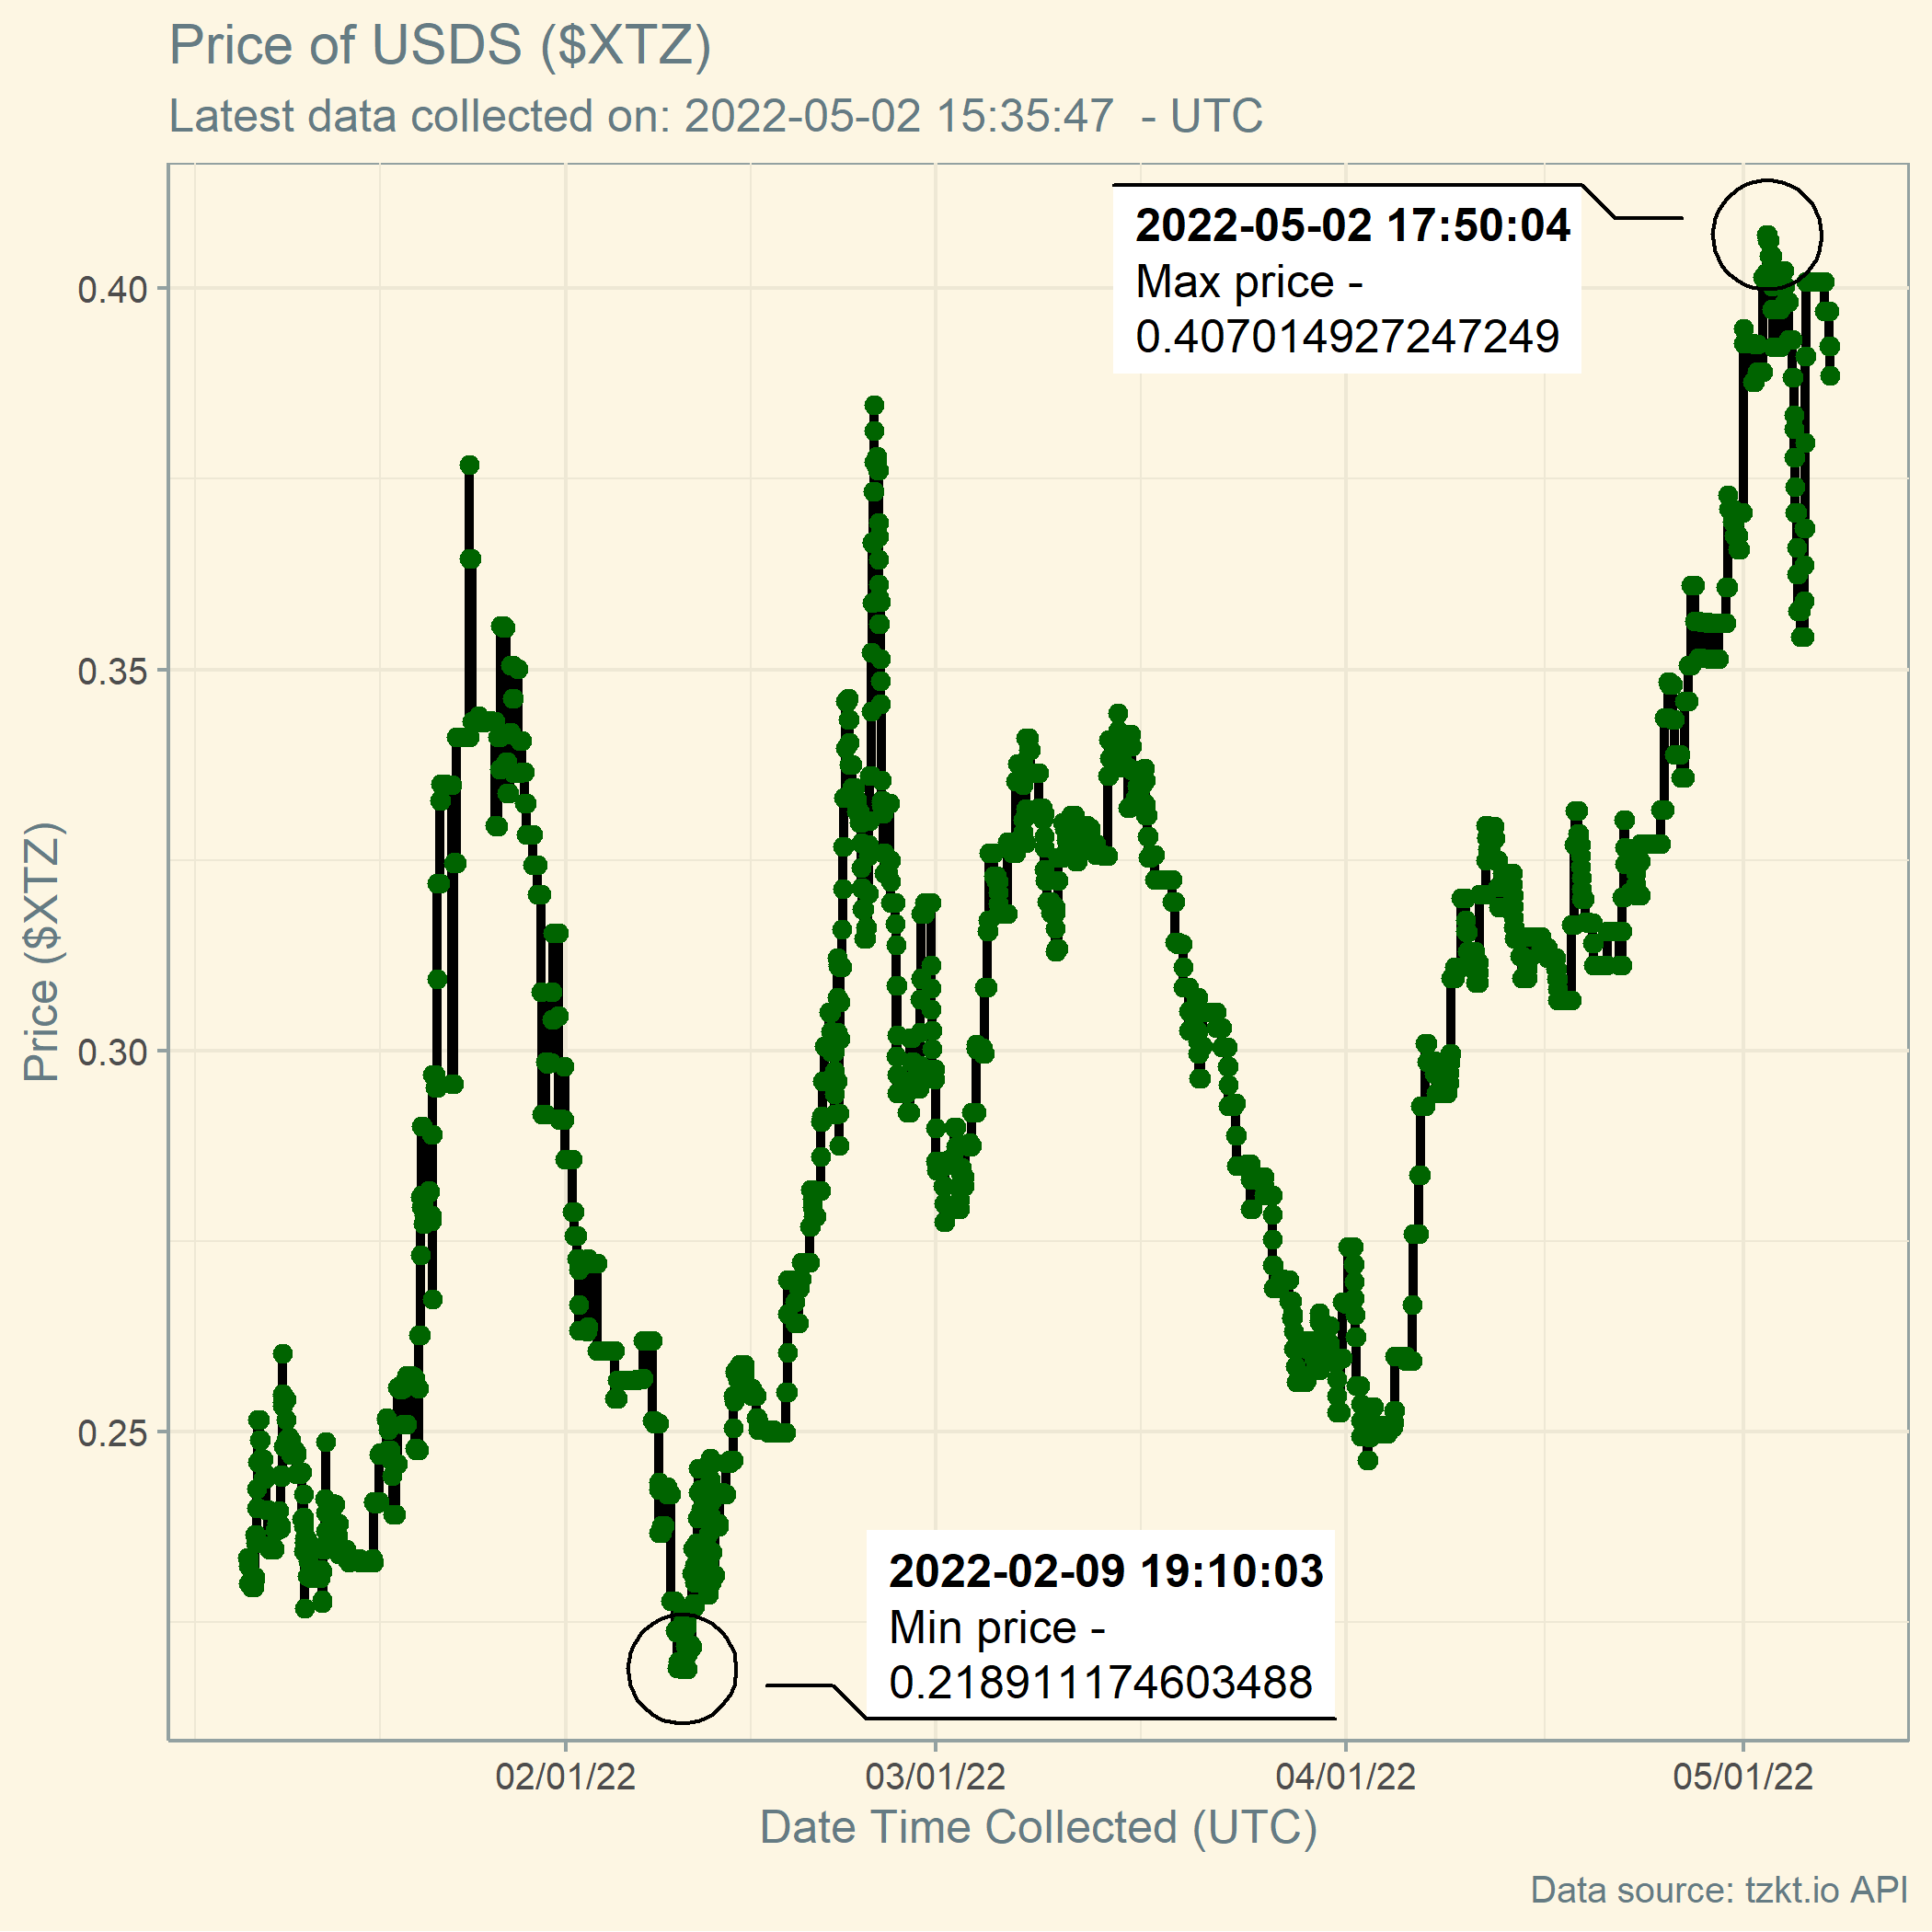 Price of USDS ($XTZ)
Latest data collected on: 2022-05-02 15:35:47  - UTC
2022-05-02 17:50:04
Max price -
0.407014927247249
0.40
0.35
0.30
0.25
Price ($XTZ)
2022-02-09 19:10:03
Min price -
0.218911174603488
02/01/22
03/01/22
04/01/22
05/01/22
Date Time Collected (UTC)
Data source: tzkt.io API